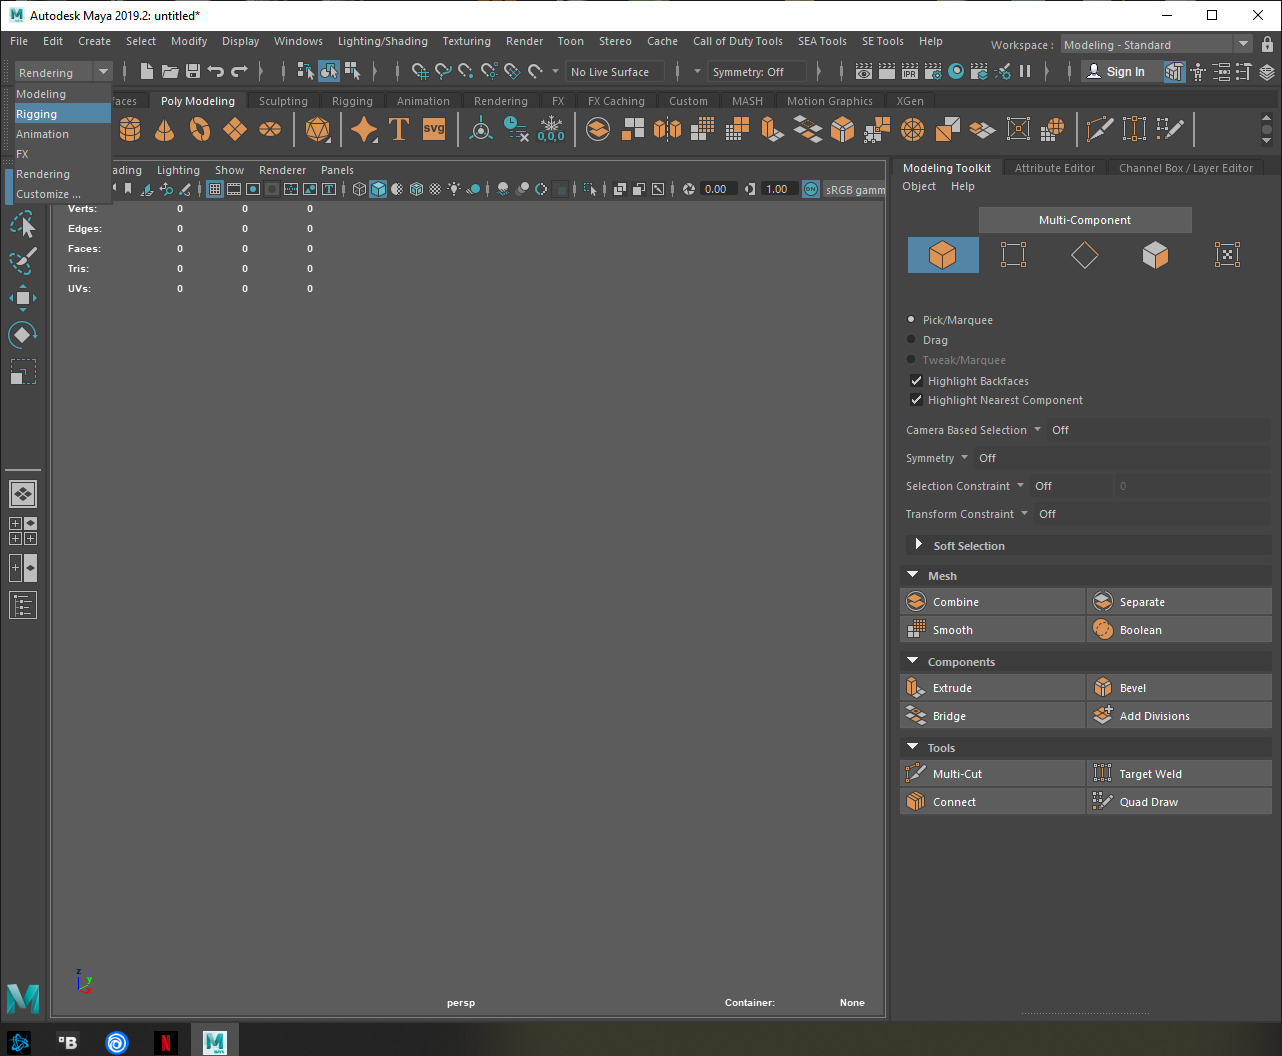 Autodesk Maya 2019.2: untitled*
File Edit Create Select Modify Display Windows Lighting/Shading Texturing Render Toon Stereo Cache Call of Duty Tools SEA Tools SE Tools Help Workspace : Modeling - Standard
Rendering No Live Surface Symmetry: Off IPR Sign In
Modeling
Rigging
Animation
FX
Rendering
Customize ...
faces Poly Modeling Sculpting Rigging Animation Rendering FX FX Caching Custom MASH Motion Graphics XGen
T svg 0,0,0
ading Lighting Show Renderer Panels
0.00 1.00 ON sRGB gamm
Verts: 0 0 0
Edges: 0 0 0
Faces: 0 0 0
Tris: 0 0 0
UVs: 0 0 0
z
y
x
persp
Container: None
Modeling Toolkit Attribute Editor Channel Box / Layer Editor
Object Help
Multi-Component
Pick/Marquee
Drag
Tweak/Marquee
Highlight Backfaces
Highlight Nearest Component
Camera Based Selection Off
Symmetry Off
Selection Constraint Off 0
Transform Constraint Off
Soft Selection
Mesh
Combine Separate
Smooth Boolean
Components
Extrude Bevel
Bridge Add Divisions
Tools
Multi-Cut Target Weld
Connect Quad Draw
M
B N M
MAYA